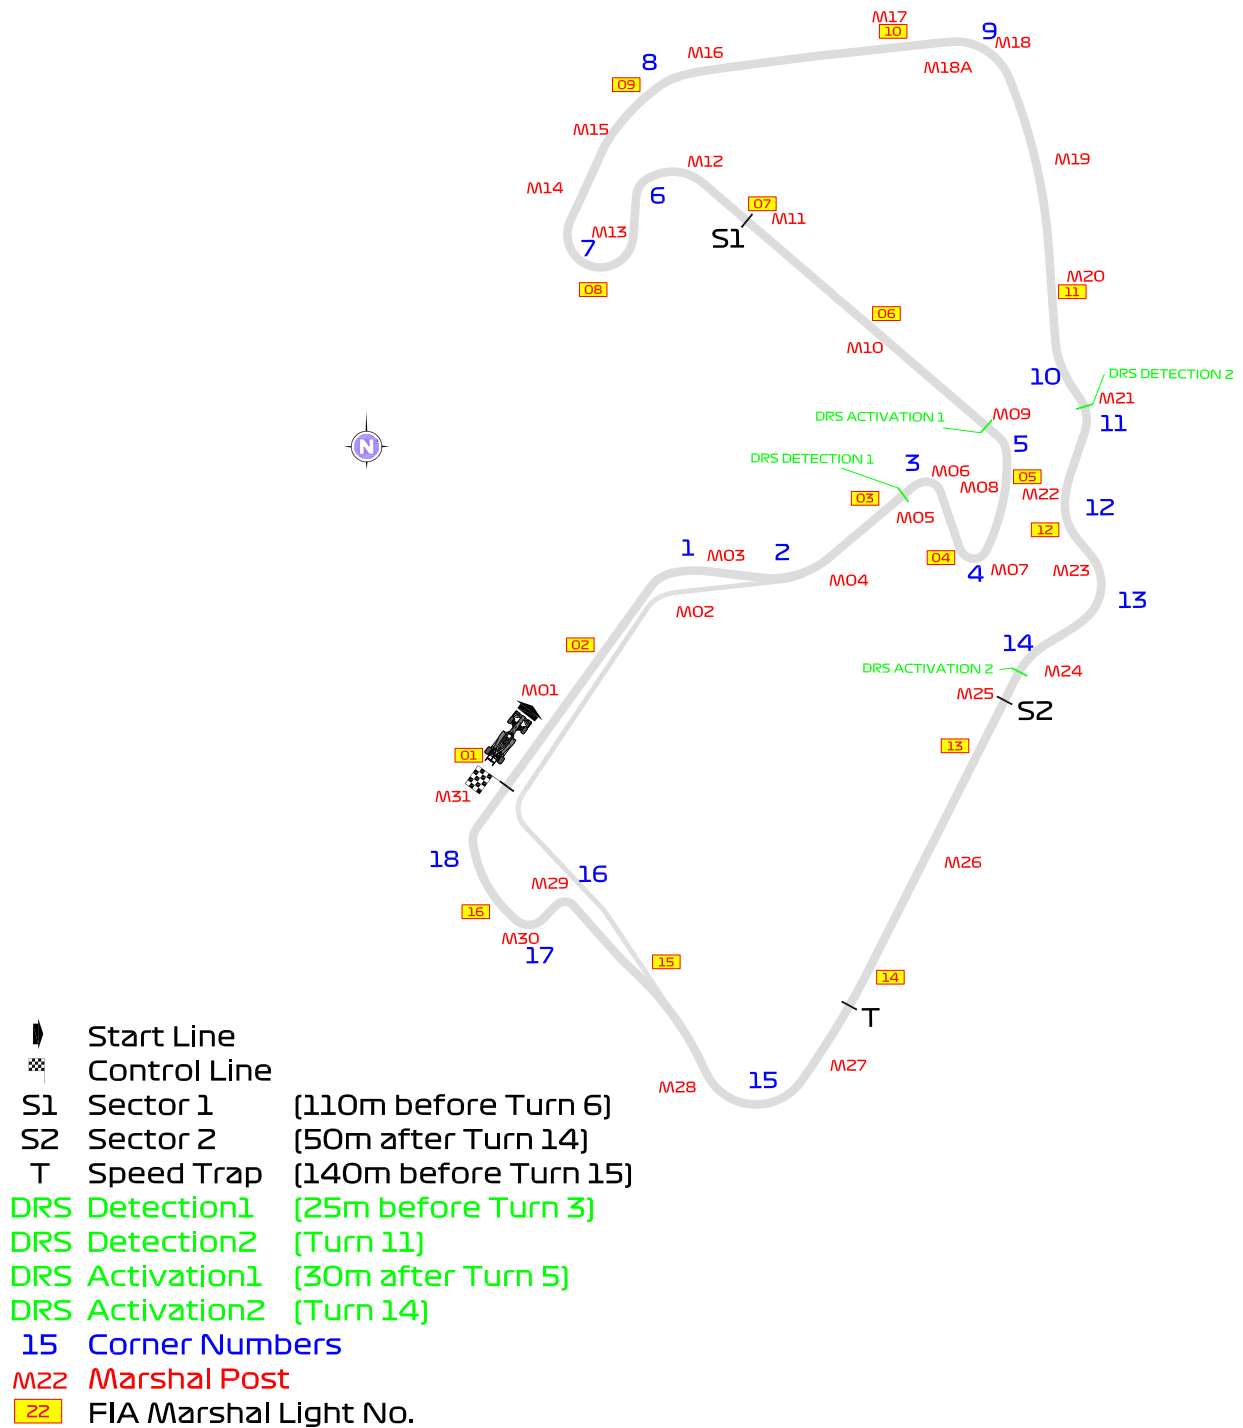 M17
10
9
M18
M16
8
M18A
09
M15
M19
M12
M14
6
07
M11
M13
S1
7
M20
08
11
06
M10
10
DRS DETECTION 2
M21
DRS ACTIVATION 1
M09
11
5
N
DRS DETECTION 1
3
M06
05
M08
M22
03
12
M05
12
1
M03
2
04
4
M07
M23
M04
13
M02
02
14
DRS ACTIVATION 2
M24
M01
M25
S2
13
01
M31
18
M26
16
M29
16
M30
17
15
14
T
M27
15
M28
Start Line
Control Line
S1 Sector 1 (110m before Turn 6)
S2 Sector 2 (50m after Turn 14)
T Speed Trap (140m before Turn 15)
DRS Detection1 (25m before Turn 3)
DRS Detection2 (Turn 11)
DRS Activation1 (30m after Turn 5)
DRS Activation2 (Turn 14)
15 Corner Numbers
M22 Marshal Post
22 FIA Marshal Light No.